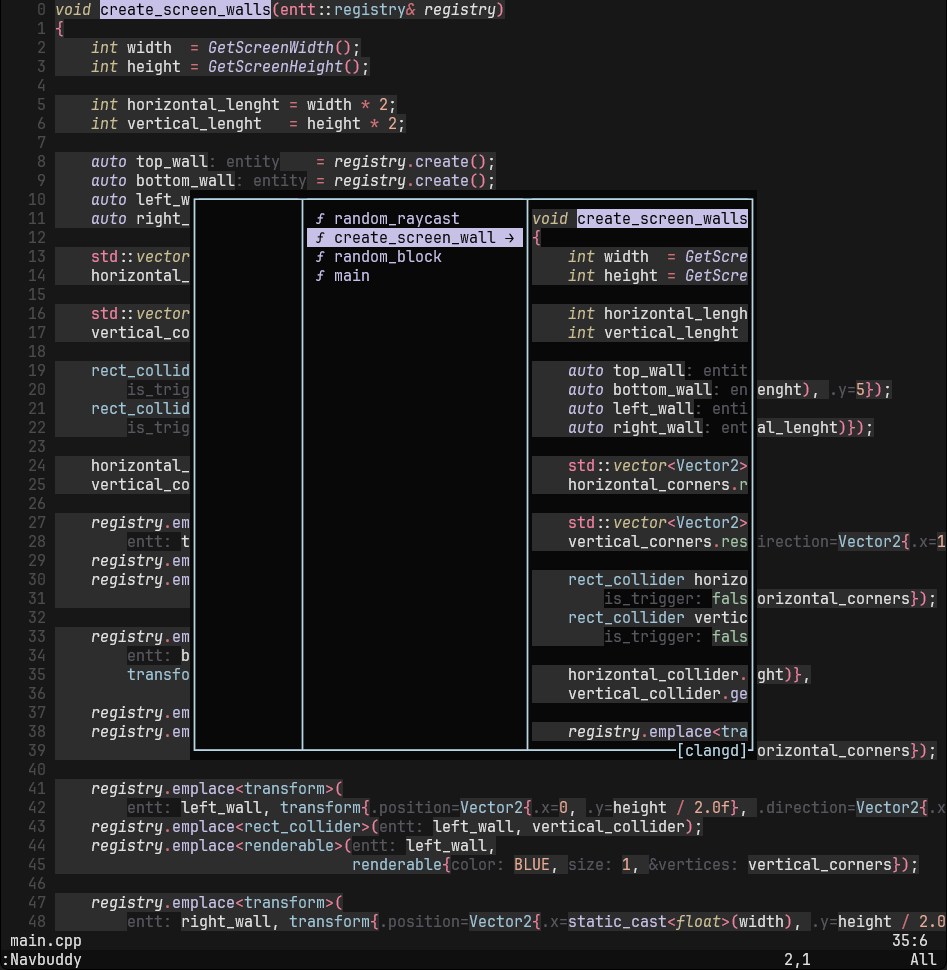 0 void create_screen_walls(entt::registry& registry)
1 {
2 int width  = GetScreenWidth();
3 int height = GetScreenHeight();
4
5 int horizontal_lenght = width * 2;
6 int vertical_lenght   = height * 2;
7
8 auto top_wall: entity    = registry.create();
9 auto bottom_wall: entity = registry.create();
10 auto left_w
11 auto right_ ƒ random_raycast void create_screen_walls
12 ƒ create_screen_wall → {
13 std::vector ƒ random_block int width  = GetScre
14 horizontal_ ƒ main int height = GetScre
15
16 std::vector int horizontal_lengh
17 vertical_co int vertical_lenght
18
19 rect_collid auto top_wall: entit
20 is_trig auto bottom_wall: en enght), .y=5});
21 rect_collid auto left_wall: enti
22 is_trig auto right_wall: ent al_lenght)});
23
24 horizontal_ std::vector<Vector2>
25 vertical_co horizontal_corners.r
26
27 registry.em std::vector<Vector2>
28 entt: t vertical_corners.res irection=Vector2{.x=1
29 registry.em
30 registry.em rect_collider horizo
31 is_trigger: fals orizontal_corners});
32 rect_collider vertic
33 registry.em is_trigger: fals
34 entt: b
35 transfo horizontal_collider. ght)},
36 vertical_collider.ge
37 registry.em
38 registry.em registry.emplace<tra
39 [clangd] orizontal_corners});
40
41 registry.emplace<transform>(
42 entt: left_wall, transform{.position=Vector2{.x=0, .y=height / 2.0f}, .direction=Vector2{.x
43 registry.emplace<rect_collider>(entt: left_wall, vertical_collider);
44 registry.emplace<renderable>(entt: left_wall,
45 renderable{color: BLUE, size: 1, &vertices: vertical_corners});
46
47 registry.emplace<transform>(
48 entt: right_wall, transform{.position=Vector2{.x=static_cast<float>(width), .y=height / 2.0
main.cpp 35:6
:Navbuddy 2,1 All